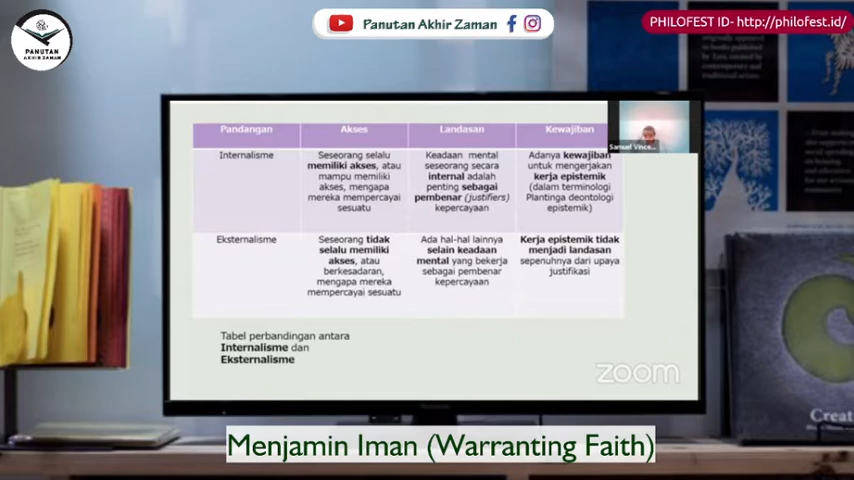 PANUTAN
AKHIR ZAMAN
Panutan Akhir Zaman
PHILOFEST ID- http://philofest.id/
Pandangan
Akses
Landasan
Kewajiban
Internalisme
Seseorang selalu
memiliki akses, atau
mampu memiliki
akses, mengapa
mereka mempercayai
sesuatu
Keadaan mental
seseorang secara
internal adalah
penting sebagai
pembenar (justifiers)
kepercayaan
Adanya kewajiban
untuk mengerjakan
kerja epistemik
(dalam terminologi
Plantinga deontologi
epistemik)
Eksternalisme
Seseorang tidak
selalu memiliki
akses, atau
berkesadaran,
mengapa mereka
mempercayai sesuatu
Ada hal-hal lainnya
selain keadaan
mental yang bekerja
sebagai pembenar
kepercayaan
Kerja epistemik tidak
menjadi landasan
sepenuhnya dari upaya
justifikasi
Samuel Vince...
Tabel perbandingan antara
Internalisme dan
Eksternalisme
zoom
Creat
Menjamin Iman (Warranting Faith)